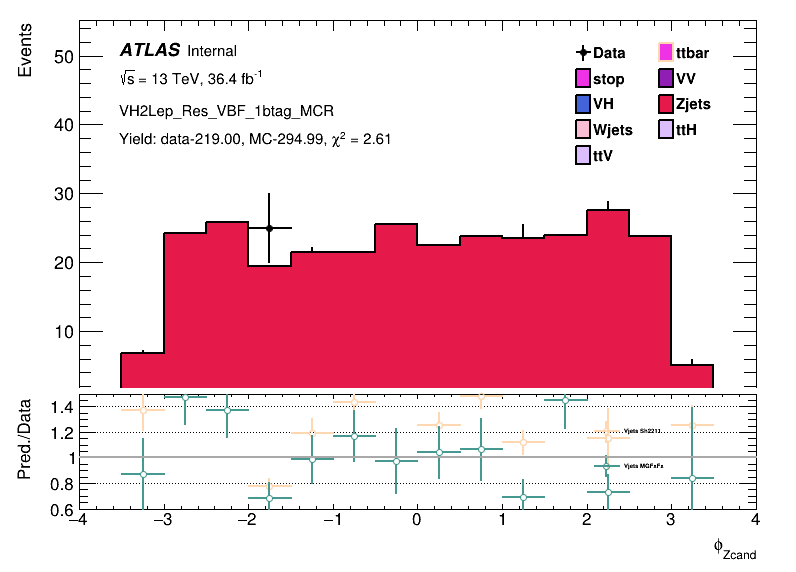 Events
50
40
30
20
10
ATLAS Internal
√s = 13 TeV, 36.4 fb⁻¹
VH2Lep_Res_VBF_1btag_MCR
Yield: data-219.00, MC-294.99, χ² = 2.61
Data
ttbar
stop
VV
VH
Zjets
Wjets
ttH
ttV
Pred./Data
1.4
1.2
1
0.8
0.6
Vjets Sh2211
Vjets MGFxFx
−4 −3 −2 −1 0 1 2 3 4
ϕZcand